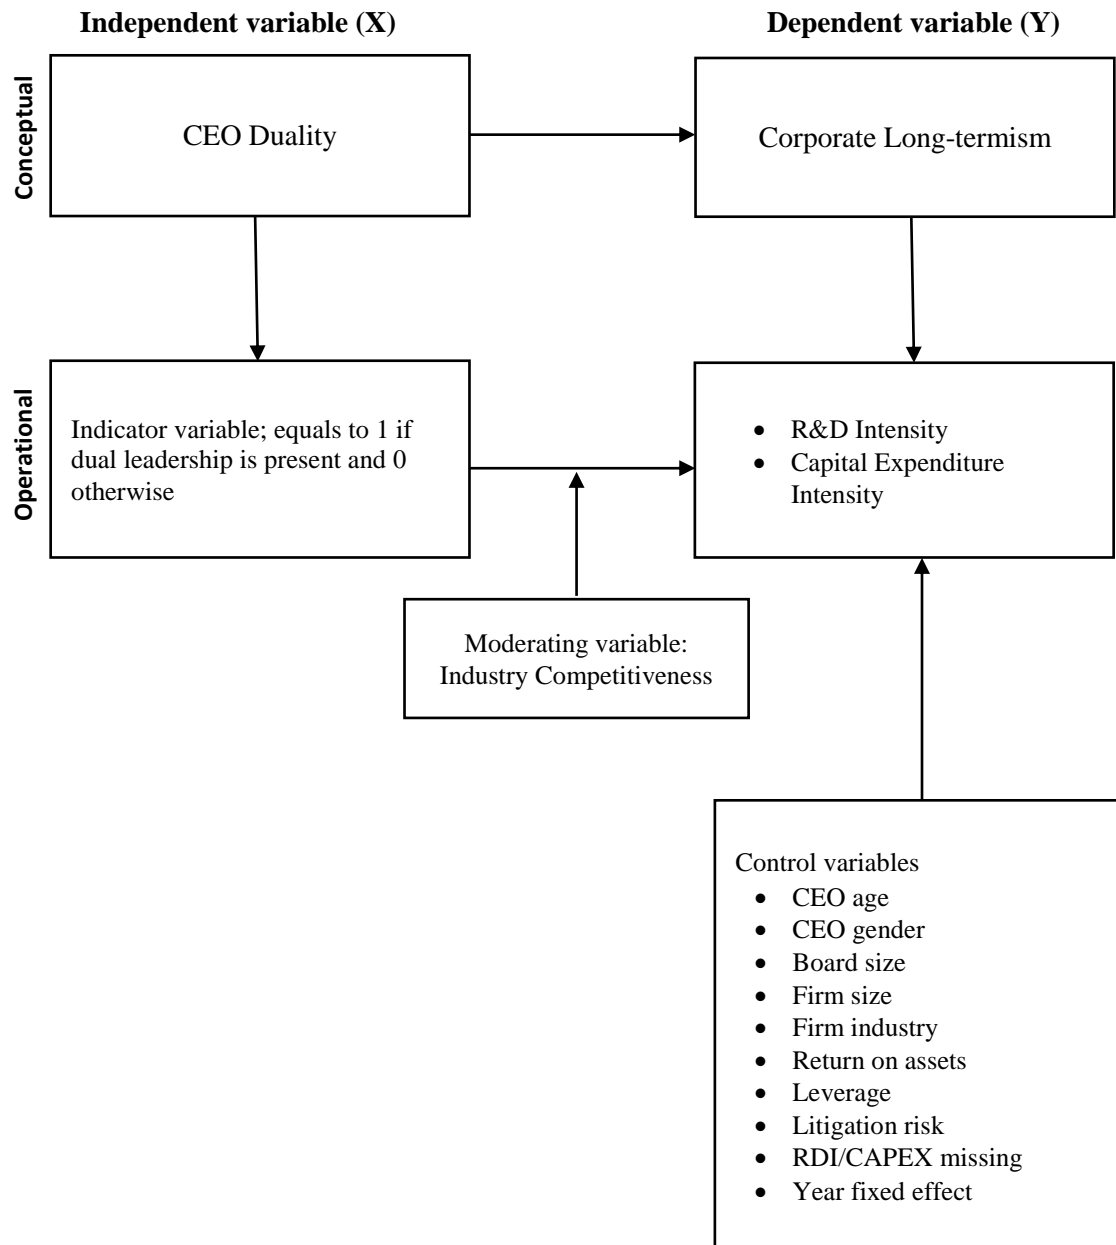 Independent variable (X)
Dependent variable (Y)
Conceptual
CEO Duality
Corporate Long-termism
Operational
Indicator variable; equals to 1 if
dual leadership is present and 0
otherwise
• R&D Intensity
• Capital Expenditure
Intensity
Moderating variable:
Industry Competitiveness
Control variables
• CEO age
• CEO gender
• Board size
• Firm size
• Firm industry
• Return on assets
• Leverage
• Litigation risk
• RDI/CAPEX missing
• Year fixed effect